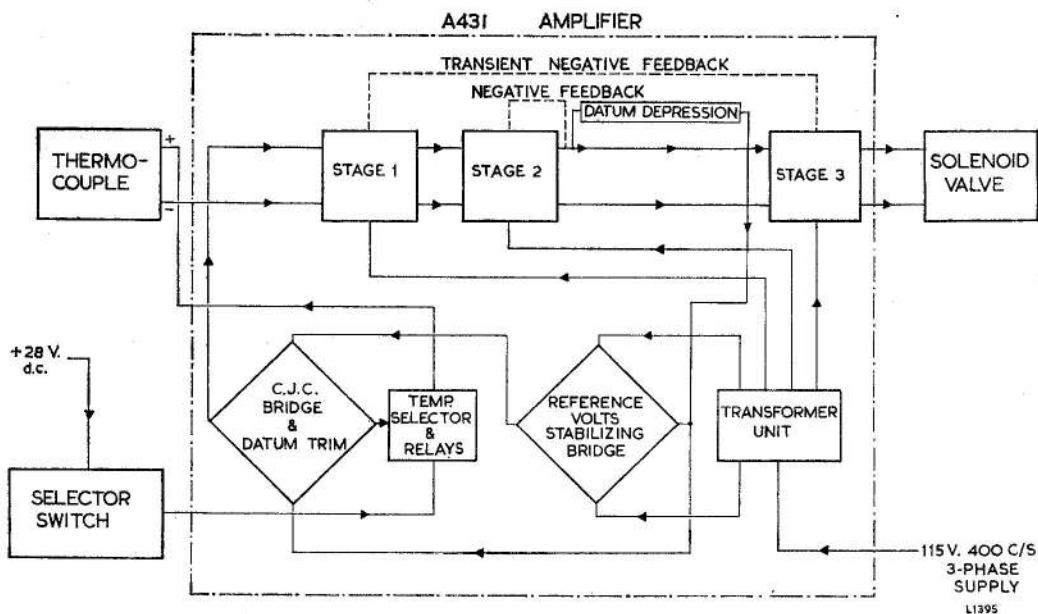 A431 AMPLIFIER
TRANSIENT NEGATIVE FEEDBACK
NEGATIVE FEEDBACK
DATUM DEPRESSION
+
THERMO-
COUPLE
-
STAGE 1
STAGE 2
STAGE 3
SOLENOID
VALVE
+28 V.
d.c.
C.J.C.
BRIDGE
&
DATUM TRIM
TEMP.
SELECTOR
&
RELAYS
REFERENCE
VOLTS
STABILIZING
BRIDGE
TRANSFORMER
UNIT
SELECTOR
SWITCH
115 V. 400 C/S
3-PHASE
SUPPLY
L1395